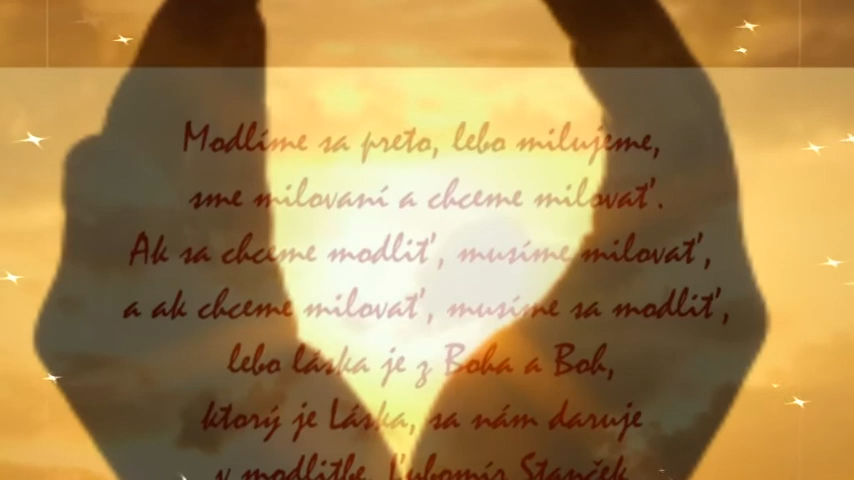 Modlíme sa preto, lebo milujeme,
sme milovaní a chceme milovať.
Ak sa chceme modliť, musíme milovať,
a ak chceme milovať, musíme sa modliť,
lebo láska je z Boha a Boh,
ktorý je Láska, sa nám daruje
v modlitbe. Ľubomír Stanček